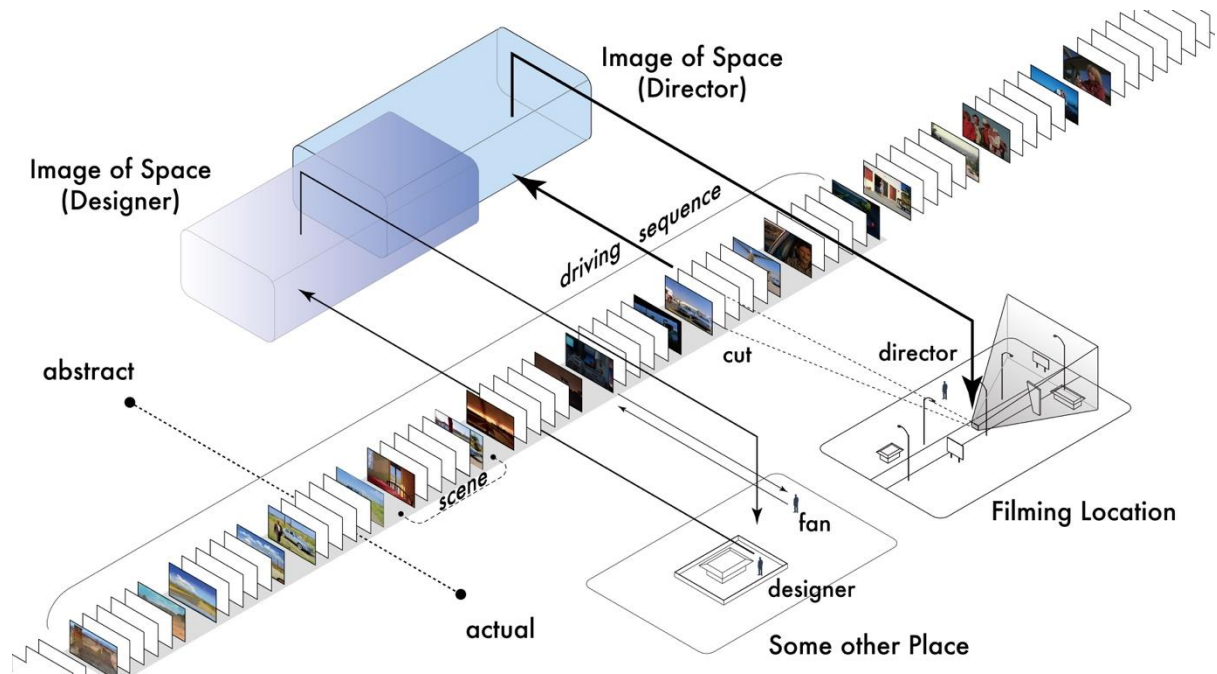 Image of Space
(Director)
Image of Space
(Designer)
driving sequence
cut
director
abstract
scene
fan
Filming Location
designer
actual
Some other Place